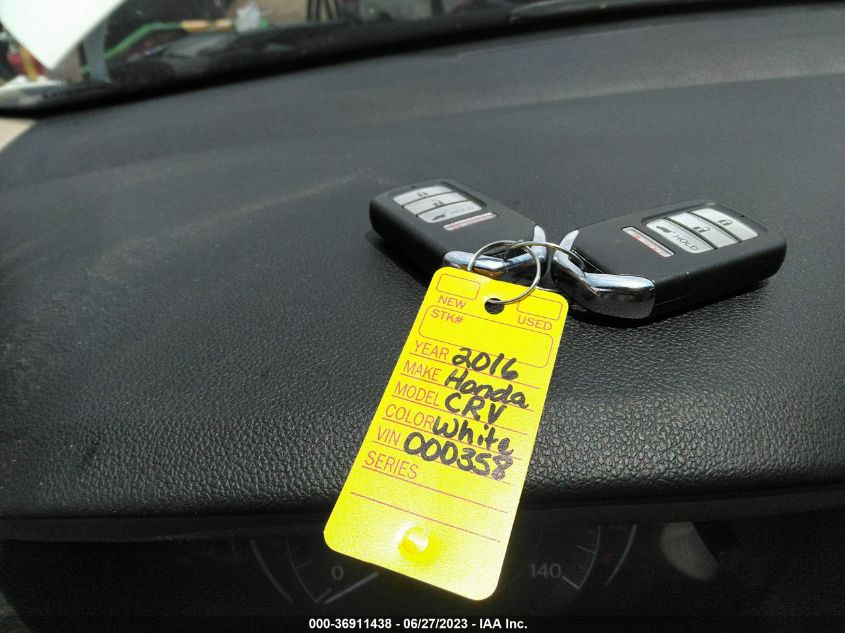 HOLD
HOLD
NEW USED
STK#
YEAR 2016
MAKE Honda
MODEL CRV
COLOR White
VIN 000358
SERIES
0 140
000-36911438 - 06/27/2023 - IAA Inc.